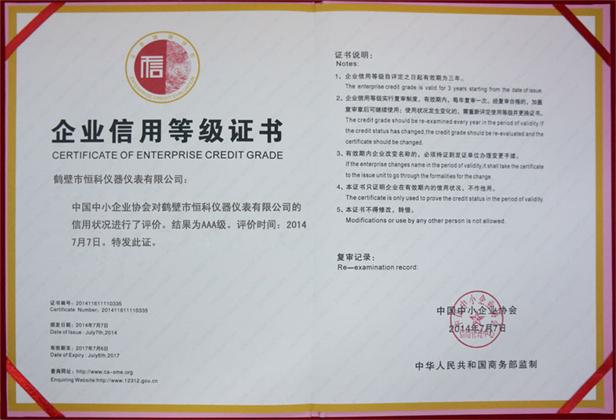 信
企业信用等级证书
CERTIFICATE OF ENTERPRISE CREDIT GRADE
鹤壁市恒科仪器仪表有限公司：
中国中小企业协会对鹤壁市恒科仪器仪表有限公司的
信用状况进行了评价。结果为AAA级。评价时间：2014
7月7日。特发此证。
证书编号：201411611110335
Certificate Number: 201411611110335
颁发日期：2014年7月7日
Date of Issue: July7th,2014
有效期至：2017年7月6日
Date of Expiry: July6th,2017
查询网址：http://www.ca-sme.org
Enquiring Website:http://www.12312.gov.cn
证书说明：
Notes:
1、企业信用等级自评定之日起有效期为三年。
The enterprise credit grade is valid for 3 years starting from the date of issue.
2、企业信用等级实行复审制度，有效期内，每年复审一次，经复审合格的，加盖
复审章后可继续使用；使用状况发生变化的，需重新评定信用等级并更换证书。
The credit grade should be re-examined every year in the period of validity. If
the credit status has changed,the credit grade should be re-evaluated and the
certificate should be changed.
3、有效期内企业改变名称的，必须持证到发证单位办理变更手续。
If the enterprise changes name in the period of validity,it shall take the certificate
to the issue unit to go through the formalities for the change.
4、本证书只证明企业在有效期内的信用状况，不作他用。
The certificate is only used to prove the credit status in the period of validity.
5、本证书不得修改，转借。
Modifications or use by any other person is not allowed.
复审记录：
Re-examination record:
中国中小企业协会
2014年7月7日
中华人民共和国商务部监制